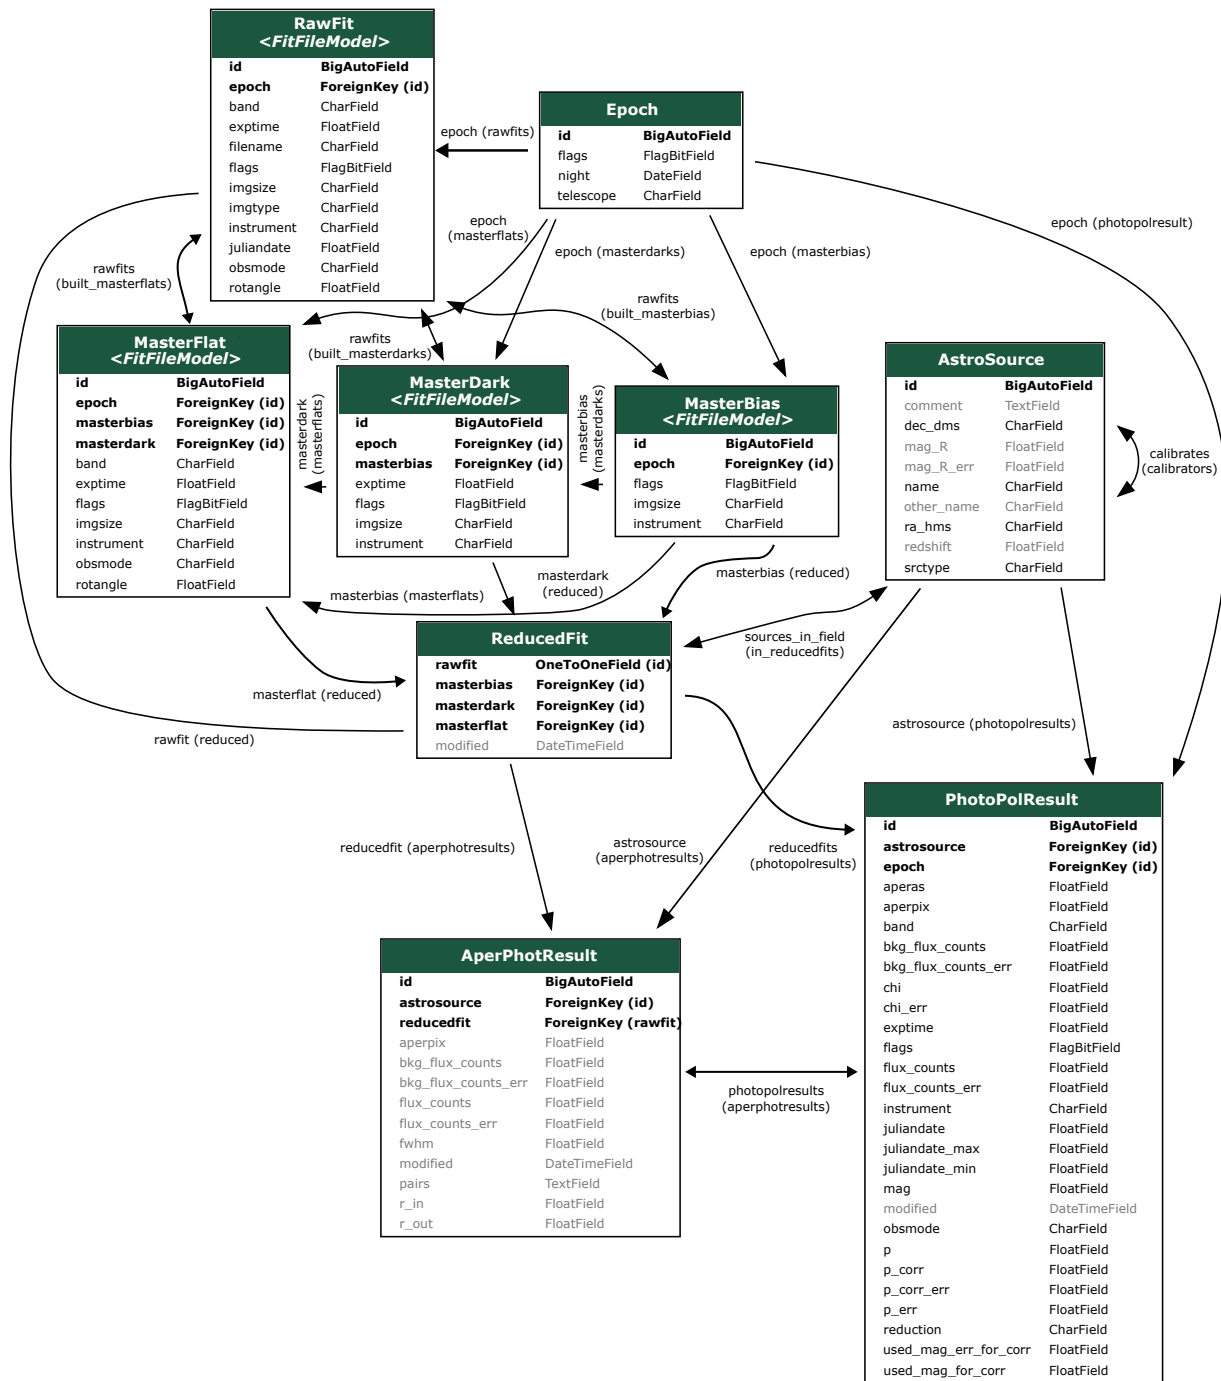 RawFit
<FitFileModel>
id BigAutoField
epoch ForeignKey (id)
band CharField
exptime FloatField
filename CharField
flags FlagBitField
imgsize CharField
imgtype CharField
instrument CharField
juliandate FloatField
obsmode CharField
rotangle FloatField
Epoch
id BigAutoField
flags FlagBitField
night DateField
telescope CharField
epoch (rawfits)
epoch
(masterflats)
epoch (masterdarks)
epoch (masterbias)
epoch (photopolresult)
rawfits
(built_masterflats)
rawfits
(built_masterdarks)
rawfits
(built_masterbias)
MasterFlat
<FitFileModel>
id BigAutoField
epoch ForeignKey (id)
masterbias ForeignKey (id)
masterdark ForeignKey (id)
band CharField
exptime FloatField
flags FlagBitField
imgsize CharField
instrument CharField
obsmode CharField
rotangle FloatField
masterdark
(masterflats)
MasterDark
<FitFileModel>
id BigAutoField
epoch ForeignKey (id)
masterbias ForeignKey (id)
exptime FloatField
flags FlagBitField
imgsize CharField
instrument CharField
masterbias
(masterdarks)
MasterBias
<FitFileModel>
id BigAutoField
epoch ForeignKey (id)
flags FlagBitField
imgsize CharField
instrument CharField
AstroSource
id BigAutoField
comment TextField
dec_dms CharField
mag_R FloatField
mag_R_err FloatField
name CharField
other_name CharField
ra_hms CharField
redshift FloatField
srctype CharField
calibrates
(calibrators)
masterbias (masterflats)
masterdark
(reduced)
masterbias (reduced)
sources_in_field
(in_reducedfits)
masterflat (reduced)
rawfit (reduced)
ReducedFit
rawfit OneToOneField (id)
masterbias ForeignKey (id)
masterdark ForeignKey (id)
masterflat ForeignKey (id)
modified DateTimeField
astrosource (photopolresults)
reducedfit (aperphotresults)
astrosource
(aperphotresults)
reducedfits
(photopolresults)
AperPhotResult
id BigAutoField
astrosource ForeignKey (id)
reducedfit ForeignKey (rawfit)
aperpix FloatField
bkg_flux_counts FloatField
bkg_flux_counts_err FloatField
flux_counts FloatField
flux_counts_err FloatField
fwhm FloatField
modified DateTimeField
pairs TextField
r_in FloatField
r_out FloatField
photopolresults
(aperphotresults)
PhotoPolResult
id BigAutoField
astrosource ForeignKey (id)
epoch ForeignKey (id)
aperas FloatField
aperpix FloatField
band CharField
bkg_flux_counts FloatField
bkg_flux_counts_err FloatField
chi FloatField
chi_err FloatField
exptime FloatField
flags FlagBitField
flux_counts FloatField
flux_counts_err FloatField
instrument CharField
juliandate FloatField
juliandate_max FloatField
juliandate_min FloatField
mag FloatField
modified DateTimeField
obsmode CharField
p FloatField
p_corr FloatField
p_corr_err FloatField
p_err FloatField
reduction CharField
used_mag_err_for_corr FloatField
used_mag_for_corr FloatField